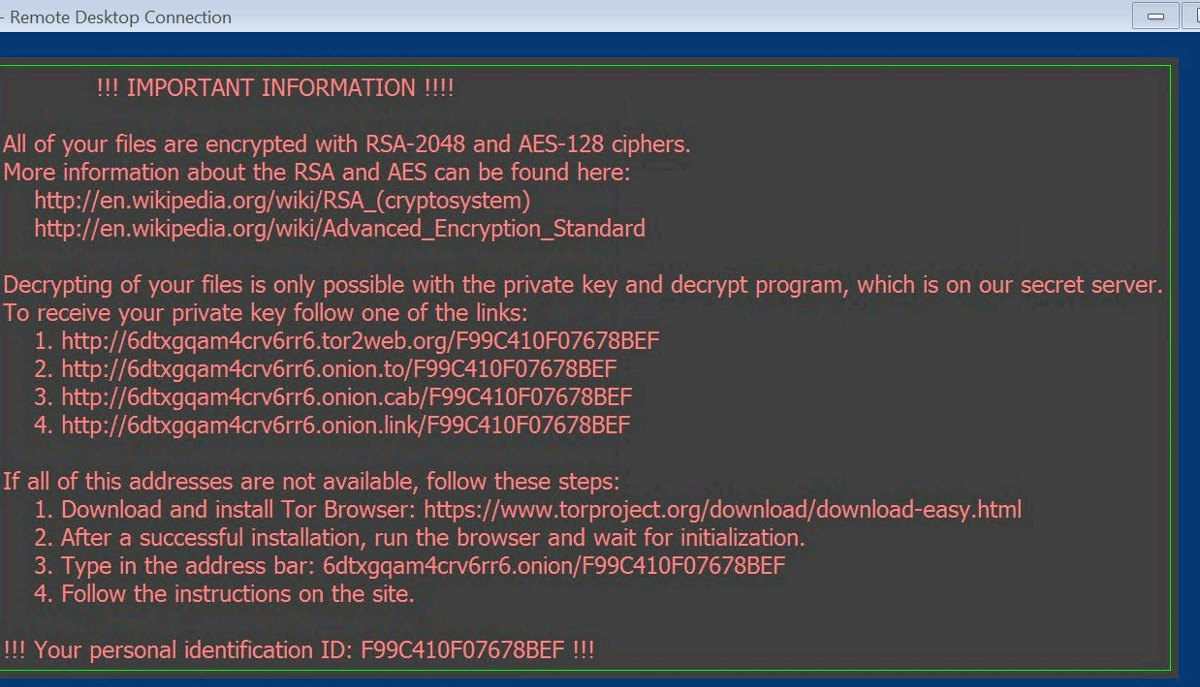 - Remote Desktop Connection
!!! IMPORTANT INFORMATION !!!!
All of your files are encrypted with RSA-2048 and AES-128 ciphers.
More information about the RSA and AES can be found here:
http://en.wikipedia.org/wiki/RSA_(cryptosystem)
http://en.wikipedia.org/wiki/Advanced_Encryption_Standard
Decrypting of your files is only possible with the private key and decrypt program, which is on our secret server.
To receive your private key follow one of the links:
1. http://6dtxgqam4crv6rr6.tor2web.org/F99C410F07678BEF
2. http://6dtxgqam4crv6rr6.onion.to/F99C410F07678BEF
3. http://6dtxgqam4crv6rr6.onion.cab/F99C410F07678BEF
4. http://6dtxgqam4crv6rr6.onion.link/F99C410F07678BEF
If all of this addresses are not available, follow these steps:
1. Download and install Tor Browser: https://www.torproject.org/download/download-easy.html
2. After a successful installation, run the browser and wait for initialization.
3. Type in the address bar: 6dtxgqam4crv6rr6.onion/F99C410F07678BEF
4. Follow the instructions on the site.
!!! Your personal identification ID: F99C410F07678BEF !!!